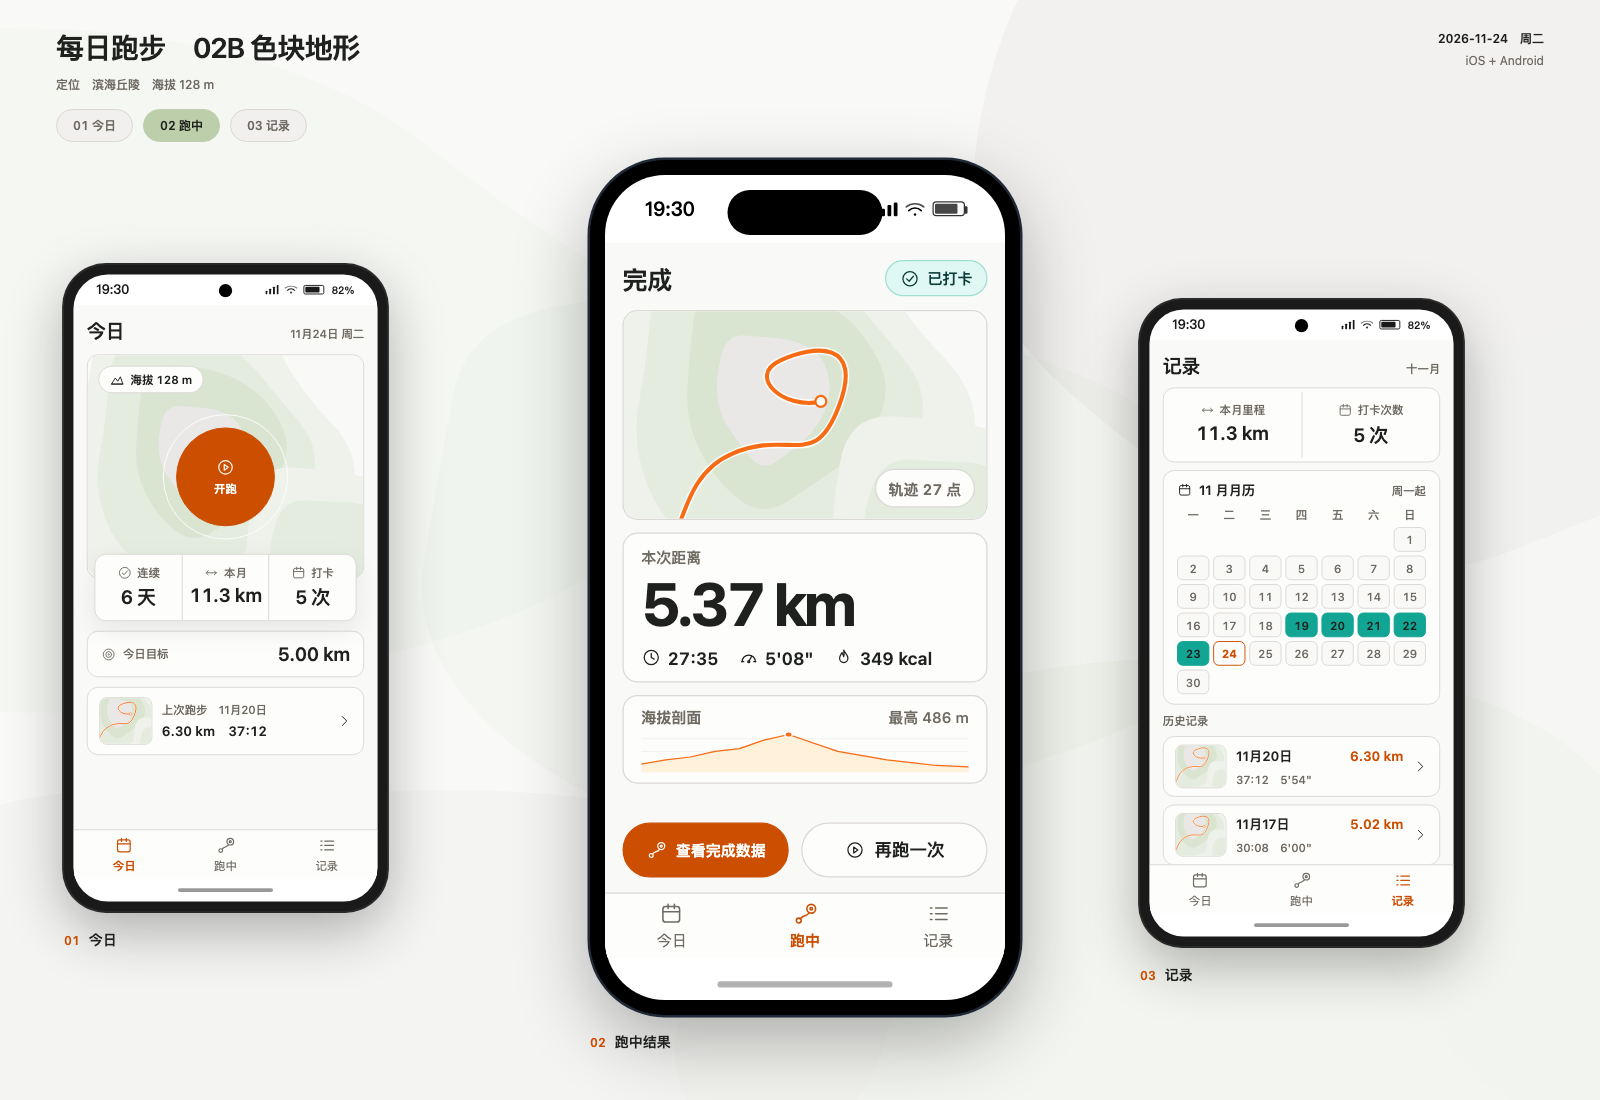 每日跑步 02B 色块地形
定位 滨海丘陵 海拔 128 m
01 今日 02 跑中 03 记录
2026-11-24 周二
iOS + Android
19:30 82%
今日 11月24日 周二
海拔 128 m
开跑
连续 本月 打卡
6 天 11.3 km 5 次
今日目标 5.00 km
上次跑步 11月20日
6.30 km 37:12
今日 跑中 记录
01 今日
19:30
完成 已打卡
轨迹 27 点
本次距离
5.37 km
27:35 5'08" 349 kcal
海拔剖面 最高 486 m
查看完成数据 再跑一次
今日 跑中 记录
02 跑中结果
19:30 82%
记录 十一月
本月里程 打卡次数
11.3 km 5 次
11 月月历 周一起
一 二 三 四 五 六 日
1
2 3 4 5 6 7 8
9 10 11 12 13 14 15
16 17 18 19 20 21 22
23 24 25 26 27 28 29
30
历史记录
11月20日 6.30 km
37:12 5'54"
11月17日 5.02 km
30:08 6'00"
今日 跑中 记录
03 记录